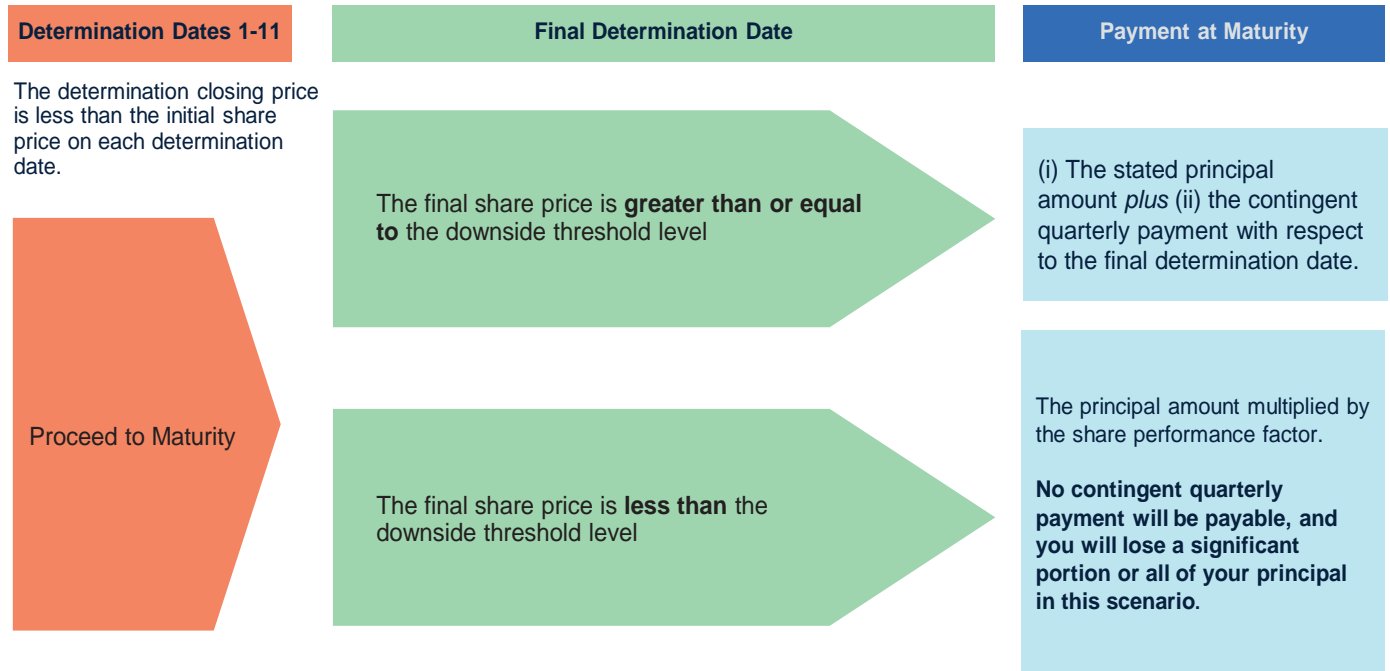 Determination Dates 1-11
Final Determination Date
Payment at Maturity
The determination closing price
is less than the initial share
price on each determination
date.
Proceed to Maturity
The final share price is greater than or equal
to the downside threshold level
(i) The stated principal
amount plus (ii) the contingent
quarterly payment with respect
to the final determination date.
The final share price is less than the
downside threshold level
The principal amount multiplied by
the share performance factor.
No contingent quarterly
payment will be payable, and
you will lose a significant
portion or all of your principal
in this scenario.